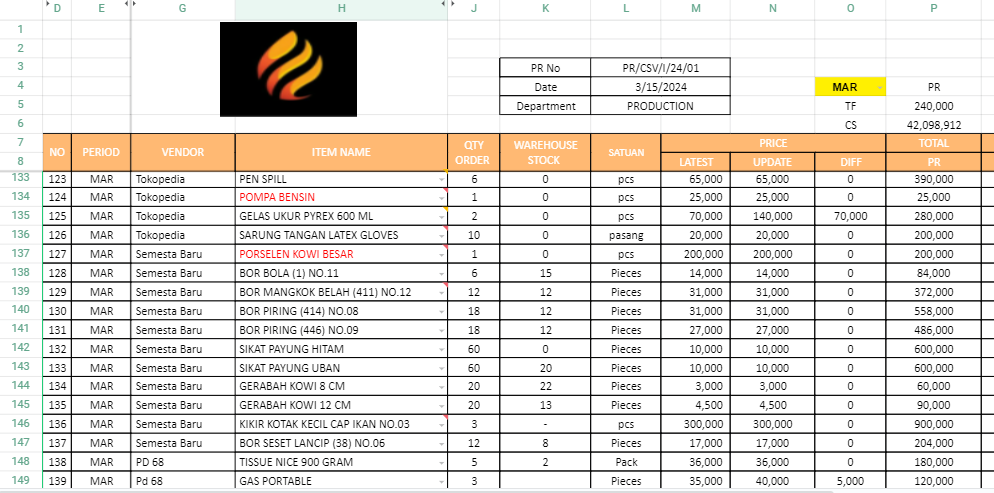 D E G H J K L M N O P
1
2
3 PR No PR/CSV/I/24/01
4 Date 3/15/2024 MAR PR
5 Department PRODUCTION TF 240,000
6 CS 42,098,912
7 NO PERIOD VENDOR ITEM NAME QTY ORDER WAREHOUSE STOCK SATUAN PRICE TOTAL
8 LATEST UPDATE DIFF PR
133 123 MAR Tokopedia PEN SPILL 6 0 pcs 65,000 65,000 0 390,000
134 124 MAR Tokopedia POMPA BENSIN 1 0 pcs 25,000 25,000 0 25,000
135 125 MAR Tokopedia GELAS UKUR PYREX 600 ML 2 0 pcs 70,000 140,000 70,000 280,000
136 126 MAR Tokopedia SARUNG TANGAN LATEX GLOVES 10 0 pasang 20,000 20,000 0 200,000
137 127 MAR Semesta Baru PORSELEN KOWI BESAR 1 0 pcs 200,000 200,000 0 200,000
138 128 MAR Semesta Baru BOR BOLA (1) NO.11 6 15 Pieces 14,000 14,000 0 84,000
139 129 MAR Semesta Baru BOR MANGKOK BELAH (411) NO.12 12 12 Pieces 31,000 31,000 0 372,000
140 130 MAR Semesta Baru BOR PIRING (414) NO.08 18 12 Pieces 31,000 31,000 0 558,000
141 131 MAR Semesta Baru BOR PIRING (446) NO.09 18 12 Pieces 27,000 27,000 0 486,000
142 132 MAR Semesta Baru SIKAT PAYUNG HITAM 60 0 Pieces 10,000 10,000 0 600,000
143 133 MAR Semesta Baru SIKAT PAYUNG UBAN 60 20 Pieces 10,000 10,000 0 600,000
144 134 MAR Semesta Baru GERABAH KOWI 8 CM 20 22 Pieces 3,000 3,000 0 60,000
145 135 MAR Semesta Baru GERABAH KOWI 12 CM 20 13 Pieces 4,500 4,500 0 90,000
146 136 MAR Semesta Baru KIKIR KOTAK KECIL CAP IKAN NO.03 3 - pcs 300,000 300,000 0 900,000
147 137 MAR Semesta Baru BOR SESET LANCIP (38) NO.06 12 8 Pieces 17,000 17,000 0 204,000
148 138 MAR PD 68 TISSUE NICE 900 GRAM 5 2 Pack 36,000 36,000 0 180,000
149 139 MAR Pd 68 GAS PORTABLE 3 Pieces 35,000 40,000 5,000 120,000